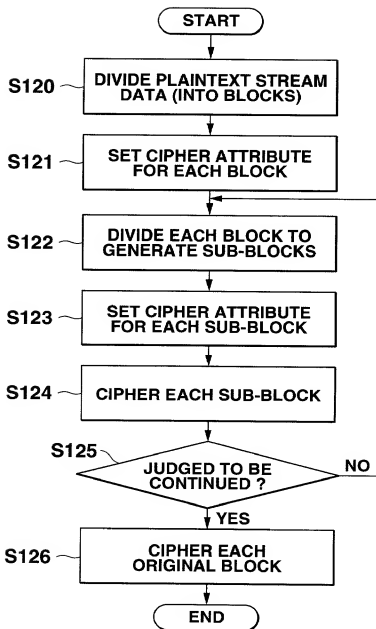 START
S120
DIVIDE PLAINTEXT STREAM
DATA (INTO BLOCKS)
S121
SET CIPHER ATTRIBUTE
FOR EACH BLOCK
S122
DIVIDE EACH BLOCK TO
GENERATE SUB-BLOCKS
S123
SET CIPHER ATTRIBUTE
FOR EACH SUB-BLOCK
S124
CIPHER EACH SUB-BLOCK
S125
JUDGED TO BE
CONTINUED ?
NO
YES
S126
CIPHER EACH
ORIGINAL BLOCK
END